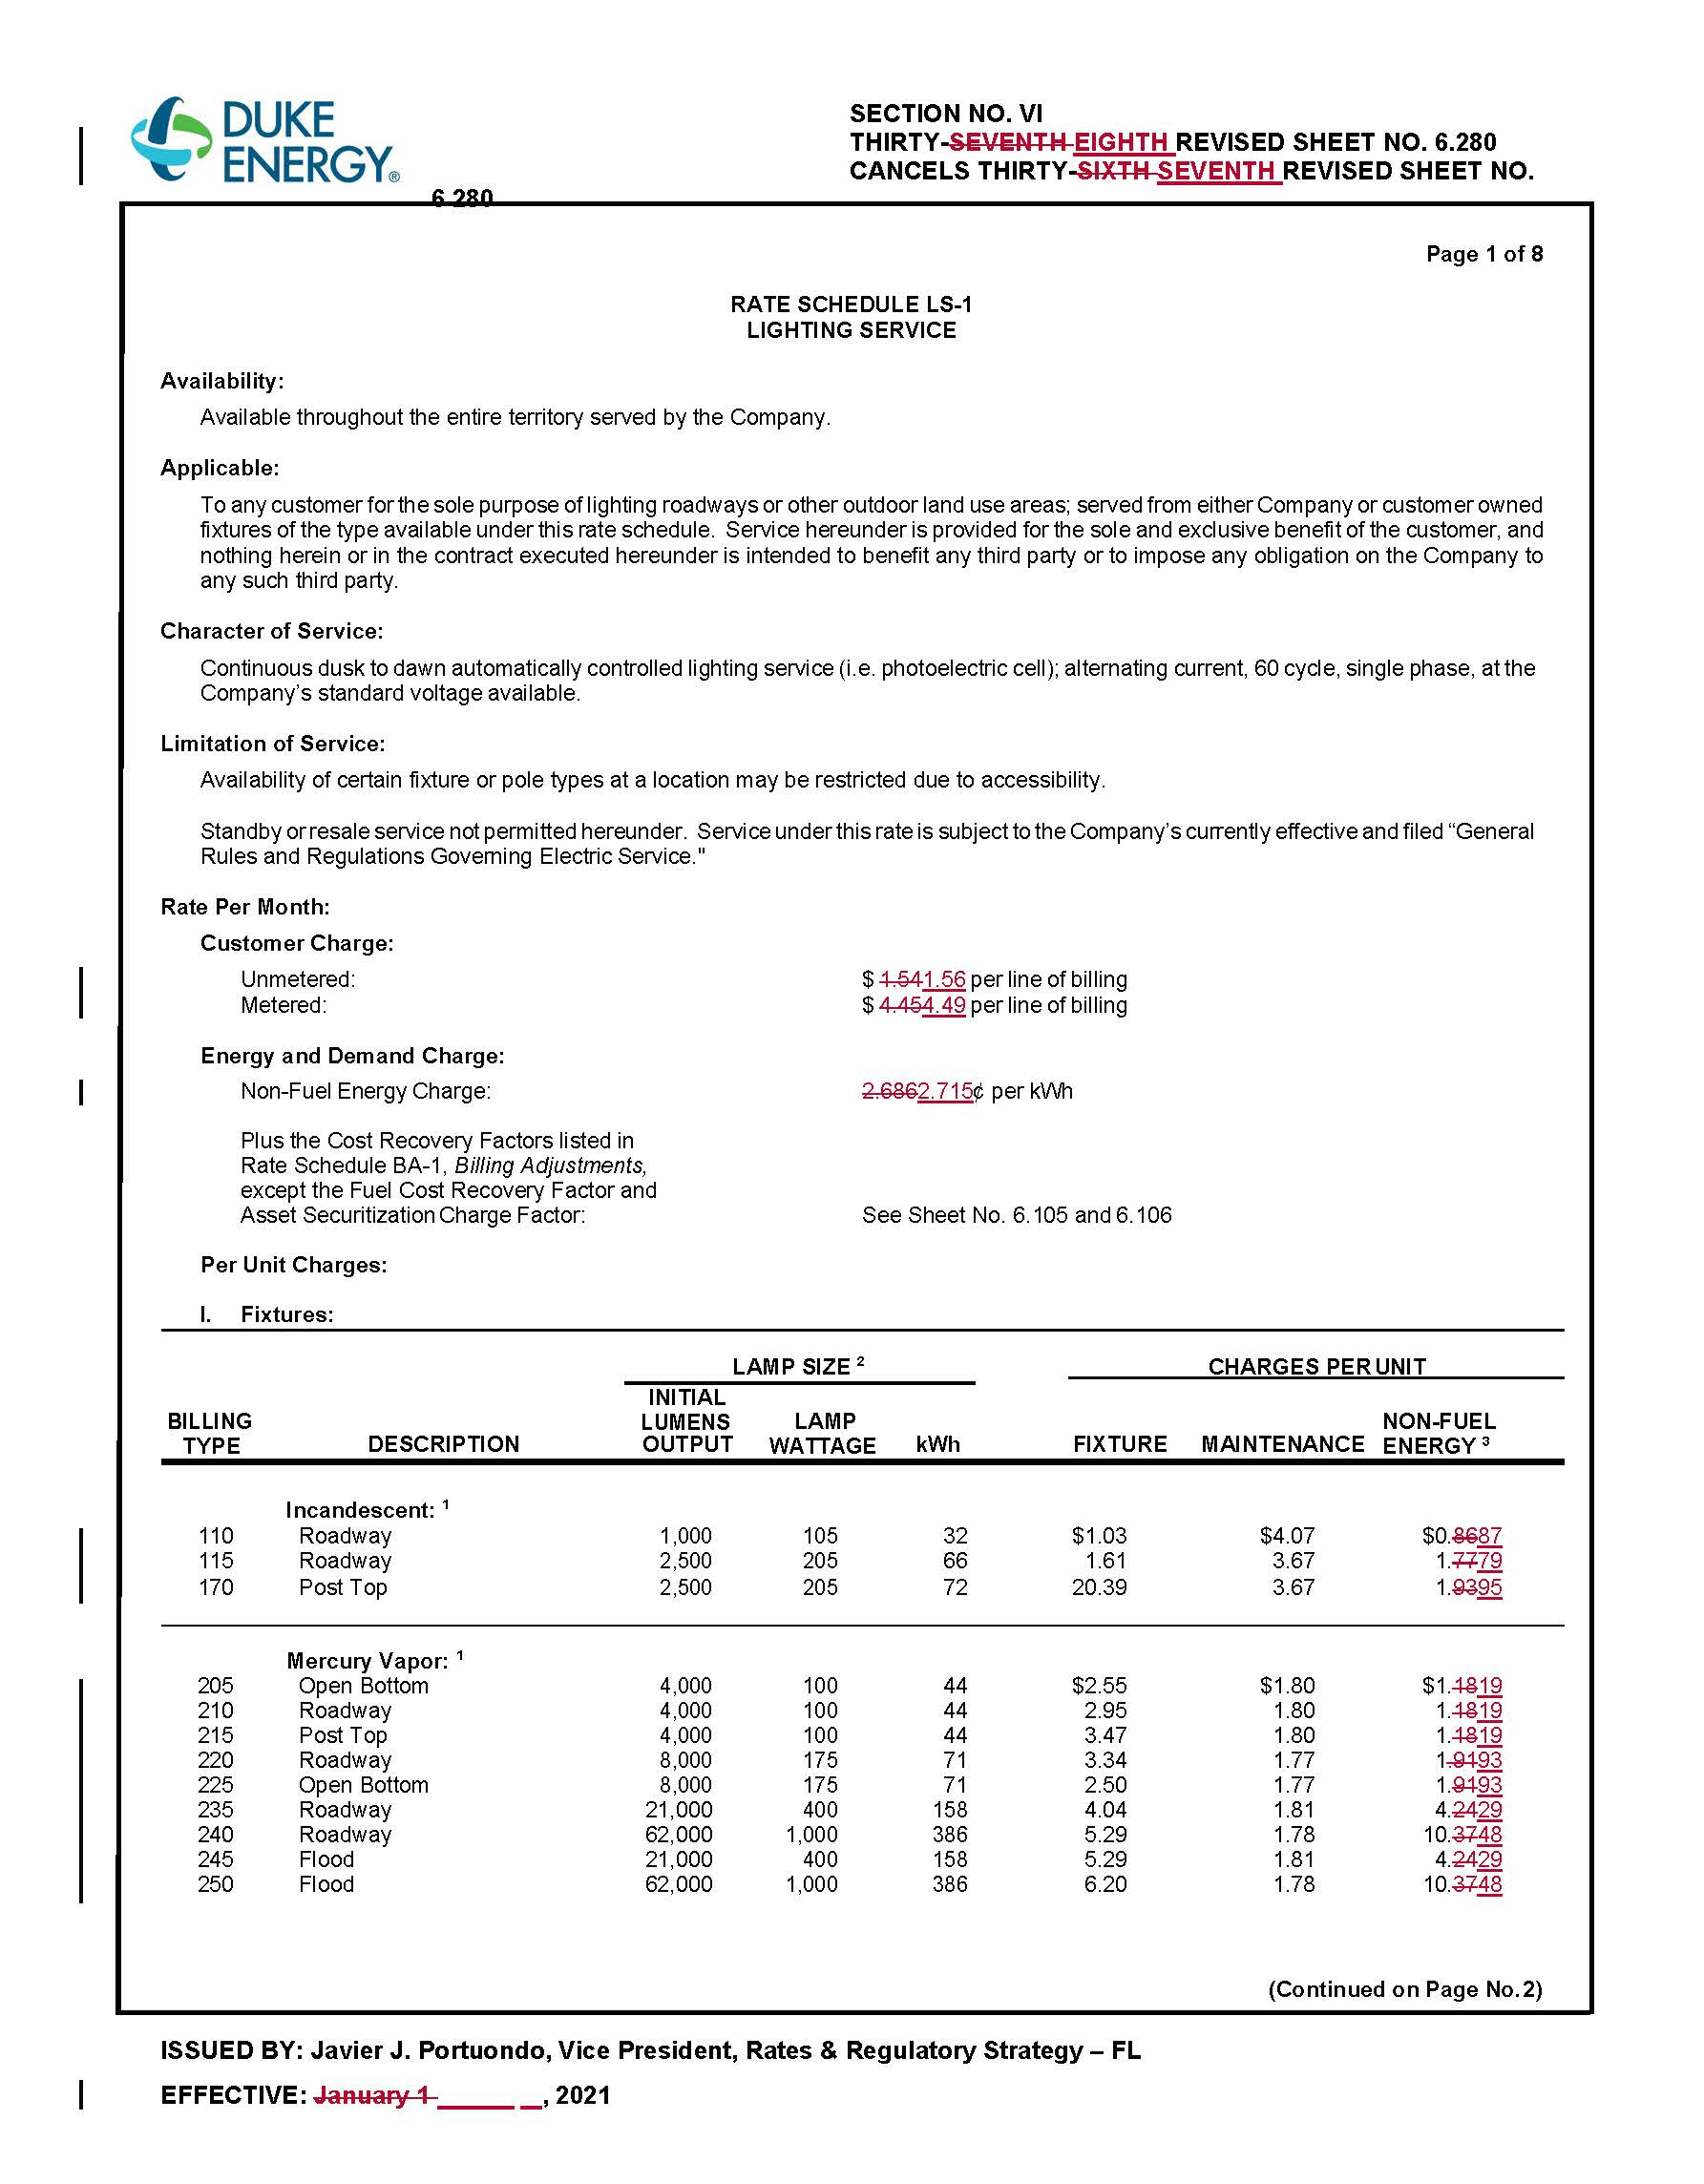 DUKE
ENERGY®
SECTION NO. VI
THIRTY-SEVENTH EIGHTH REVISED SHEET NO. 6.280
CANCELS THIRTY-SIXTH SEVENTH REVISED SHEET NO.
6.280
Page 1 of 8
RATE SCHEDULE LS-1
LIGHTING SERVICE
Availability:
Available throughout the entire territory served by the Company.
Applicable:
To any customer for the sole purpose of lighting roadways or other outdoor land use areas; served from either Company or customer owned
fixtures of the type available under this rate schedule. Service hereunder is provided for the sole and exclusive benefit of the customer, and
nothing herein or in the contract executed hereunder is intended to benefit any third party or to impose any obligation on the Company to
any such third party.
Character of Service:
Continuous dusk to dawn automatically controlled lighting service (i.e. photoelectric cell); alternating current, 60 cycle, single phase, at the
Company's standard voltage available.
Limitation of Service:
Availability of certain fixture or pole types at a location may be restricted due to accessibility.
Standby or resale service not permitted hereunder. Service under this rate is subject to the Company's currently effective and filed “General
Rules and Regulations Governing Electric Service."
Rate Per Month:
Customer Charge:
Unmetered: $ 1.541.56 per line of billing
Metered: $ 4.454.49 per line of billing
Energy and Demand Charge:
Non-Fuel Energy Charge: 2.6862.715¢ per kWh
Plus the Cost Recovery Factors listed in
Rate Schedule BA-1, Billing Adjustments,
except the Fuel Cost Recovery Factor and
Asset Securitization Charge Factor: See Sheet No. 6.105 and 6.106
Per Unit Charges:
I. Fixtures:
LAMP SIZE 2 CHARGES PER UNIT
INITIAL
BILLING LUMENS LAMP NON-FUEL
TYPE DESCRIPTION OUTPUT WATTAGE kWh FIXTURE MAINTENANCE ENERGY 3
Incandescent: 1
110 Roadway 1,000 105 32 $1.03 $4.07 $0.8687
115 Roadway 2,500 205 66 1.61 3.67 1.7779
170 Post Top 2,500 205 72 20.39 3.67 1.9395
Mercury Vapor: 1
205 Open Bottom 4,000 100 44 $2.55 $1.80 $1.1819
210 Roadway 4,000 100 44 2.95 1.80 1.1819
215 Post Top 4,000 100 44 3.47 1.80 1.1819
220 Roadway 8,000 175 71 3.34 1.77 1.9193
225 Open Bottom 8,000 175 71 2.50 1.77 1.9193
235 Roadway 21,000 400 158 4.04 1.81 4.2429
240 Roadway 62,000 1,000 386 5.29 1.78 10.3748
245 Flood 21,000 400 158 5.29 1.81 4.2429
250 Flood 62,000 1,000 386 6.20 1.78 10.3748
(Continued on Page No. 2)
ISSUED BY: Javier J. Portuondo, Vice President, Rates & Regulatory Strategy – FL
EFFECTIVE: January 1 ______ __, 2021